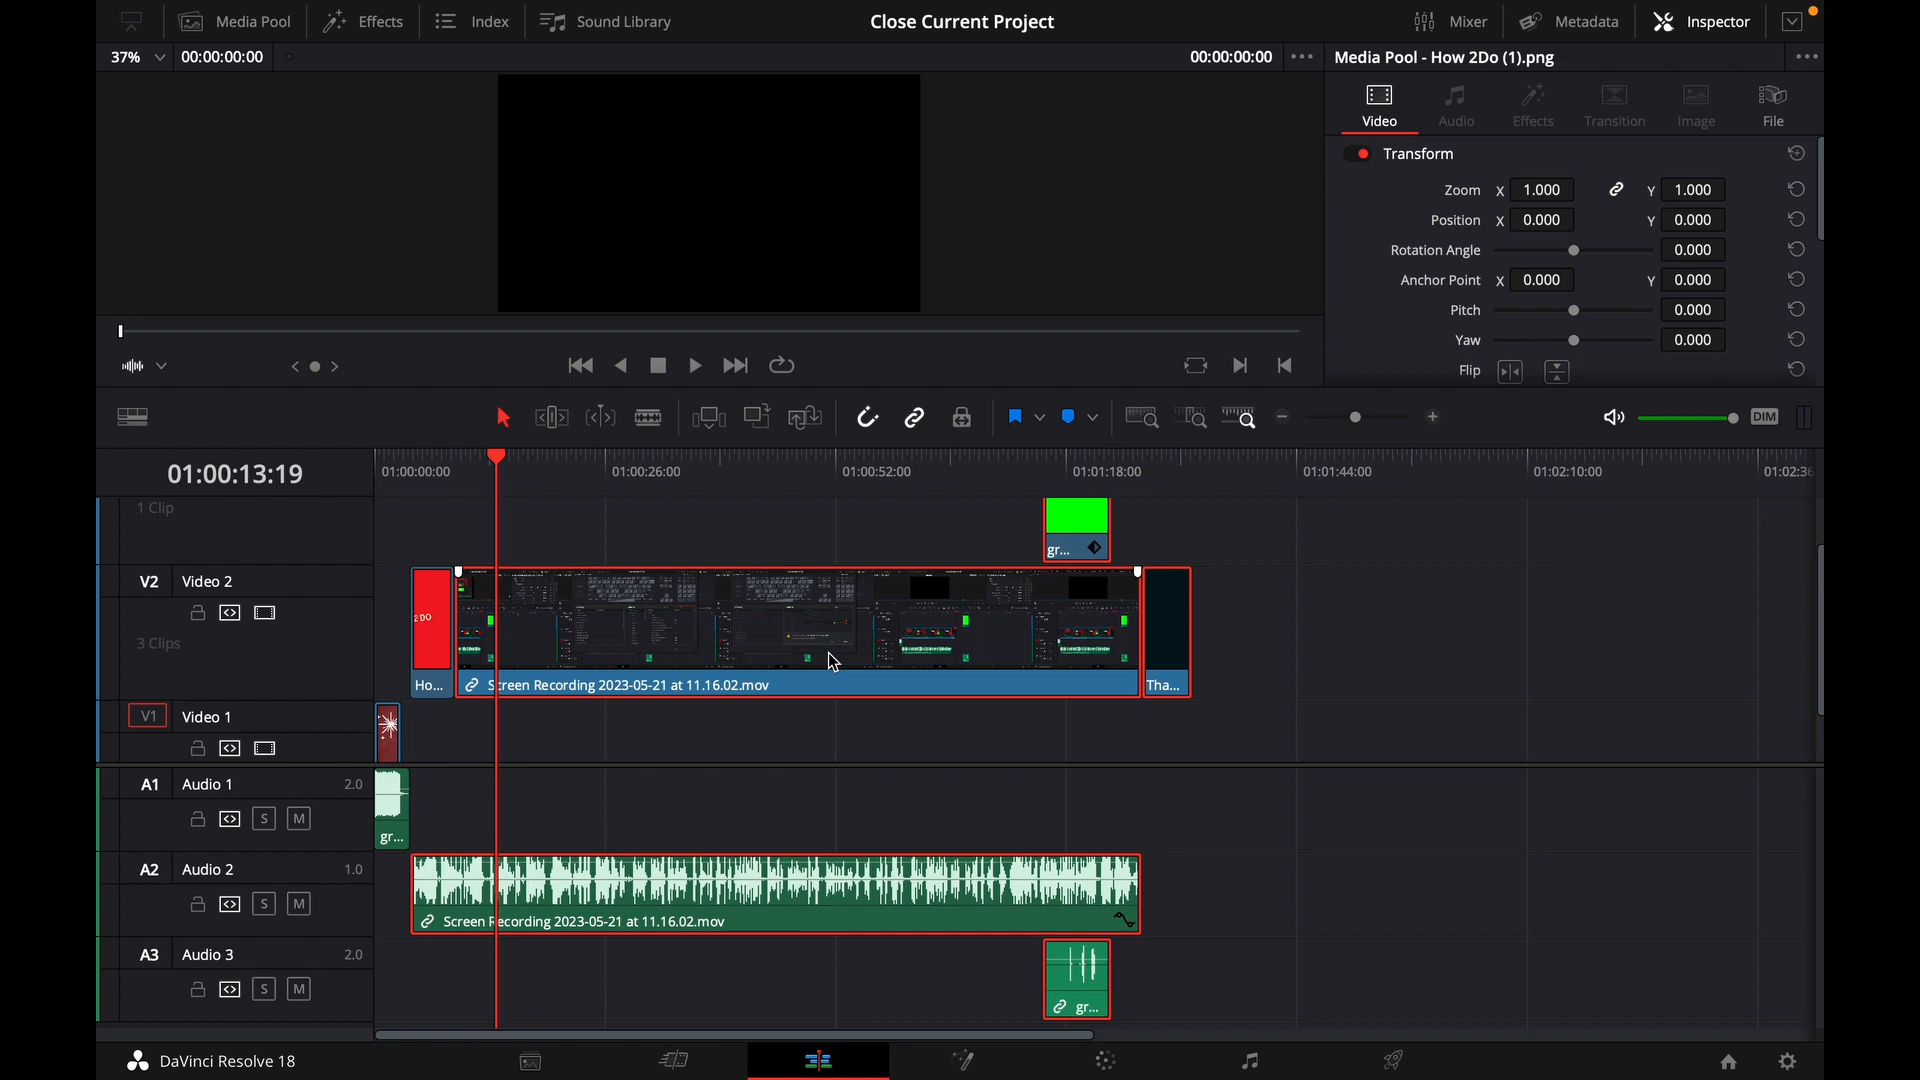 Media Pool Effects Index Sound Library Close Current Project Mixer Metadata Inspector
37% 00:00:00:00 00:00:00:00 Media Pool - How 2Do (1).png
Video Audio Effects Transition Image File
Transform
Zoom X 1.000 Y 1.000
Position X 0.000 Y 0.000
Rotation Angle 0.000
Anchor Point X 0.000 Y 0.000
Pitch 0.000
Yaw 0.000
Flip
DIM
01:00:13:19 01:00:00:00 01:00:26:00 01:00:52:00 01:01:18:00 01:01:44:00 01:02:10:00 01:02:36
1 Clip
gr...
V2 Video 2
2 DO
3 Clips
Ho... Screen Recording 2023-05-21 at 11.16.02.mov Tha...
V1 Video 1
A1 Audio 1 2.0
S M
gr...
A2 Audio 2 1.0
S M
Screen Recording 2023-05-21 at 11.16.02.mov
A3 Audio 3 2.0
S M
gr...
DaVinci Resolve 18